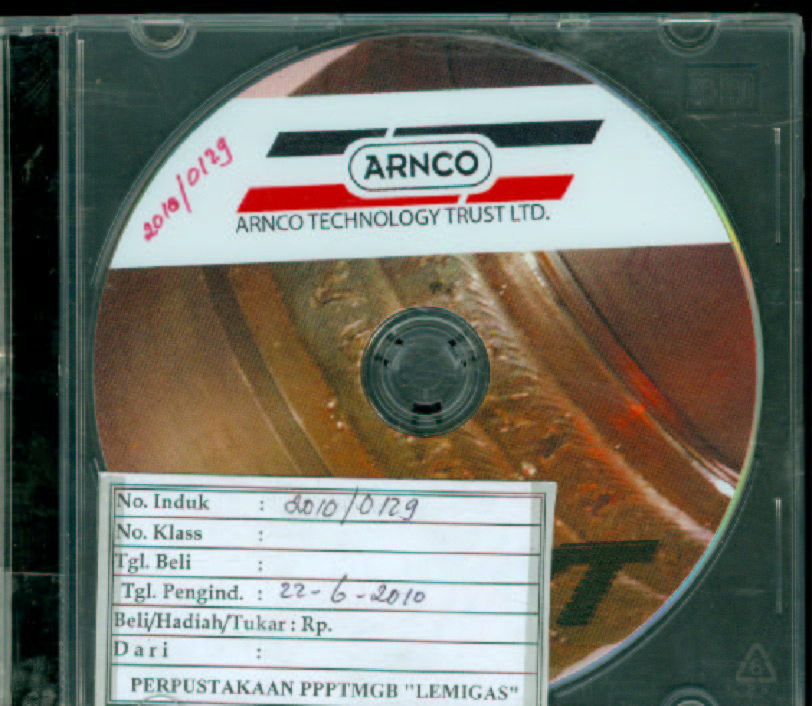 2010/0129
ARNCO
ARNCO TECHNOLOGY TRUST LTD.
No. Induk : 2010/0129
No. Klass :
Tgl. Beli :
Tgl. Pengind. : 22-6-2010
Beli/Hadiah/Tukar : Rp.
Dari :
PERPUSTAKAAN PPPTMGB "LEMIGAS"
T
6